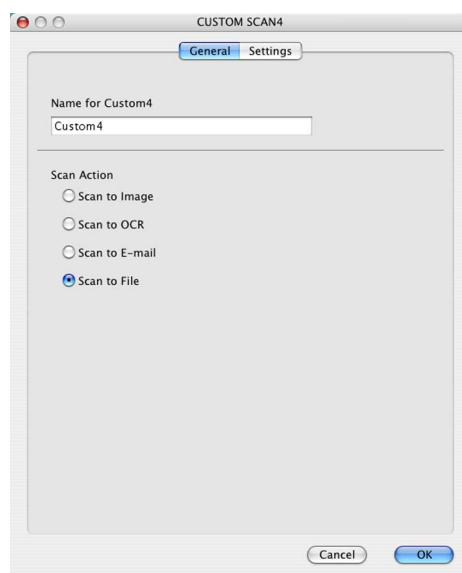 CUSTOM SCAN4
General Settings
Name for Custom4
Custom4
Scan Action
Scan to Image
Scan to OCR
Scan to E-mail
Scan to File
Cancel OK